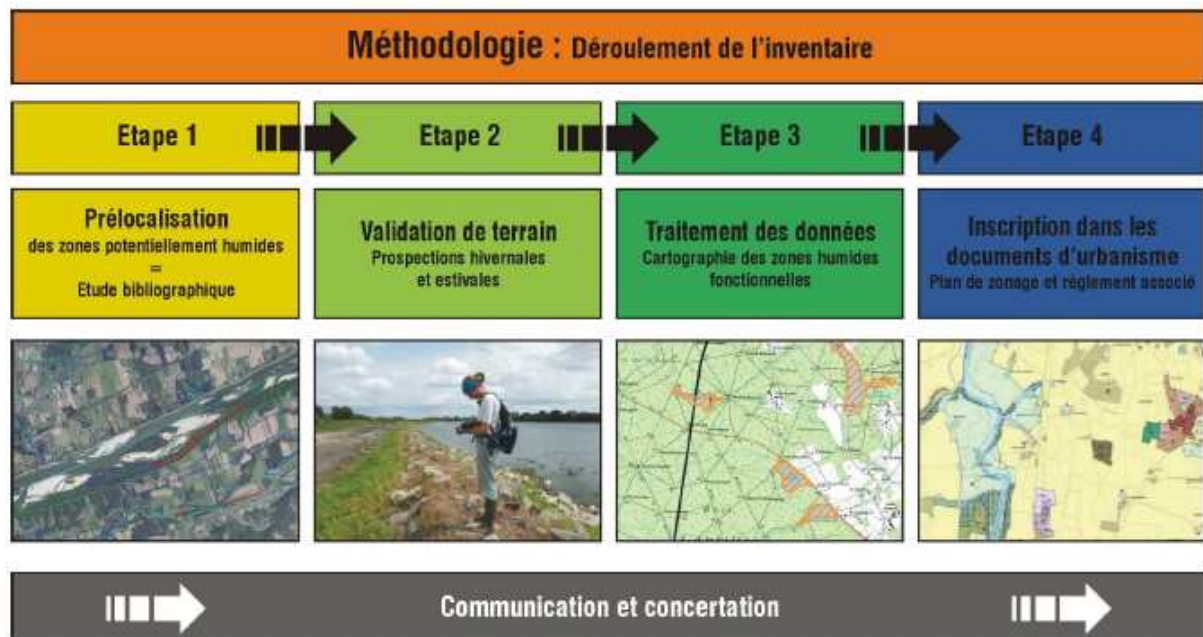 Méthodologie : Déroulement de l'inventaire
Etape 1
Etape 2
Etape 3
Etape 4
Prélocalisation
des zones potentiellement humides
=
Etude bibliographique
Validation de terrain
Prospections hivernales
et estivales
Traitement des données
Cartographie des zones humides
fonctionnelles
Inscription dans les
documents d'urbanisme
Plan de zonage et règlement associé
Communication et concertation